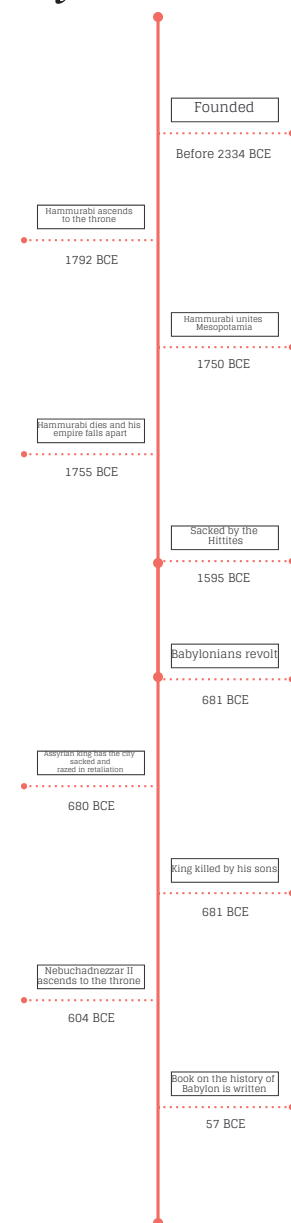 Founded
Before 2334 BCE
Hammurabi ascends
to the throne
1792 BCE
Hammurabi unites
Mesopotamia
1750 BCE
Hammurabi dies and his
empire falls apart
1755 BCE
Sacked by the
Hittites
1595 BCE
Babylonians revolt
681 BCE
Assyrian king has the city
sacked and
razed in retaliation
680 BCE
King killed by his sons
681 BCE
Nebuchadnezzar II
ascends to the throne
604 BCE
Book on the history of
Babylon is written
57 BCE